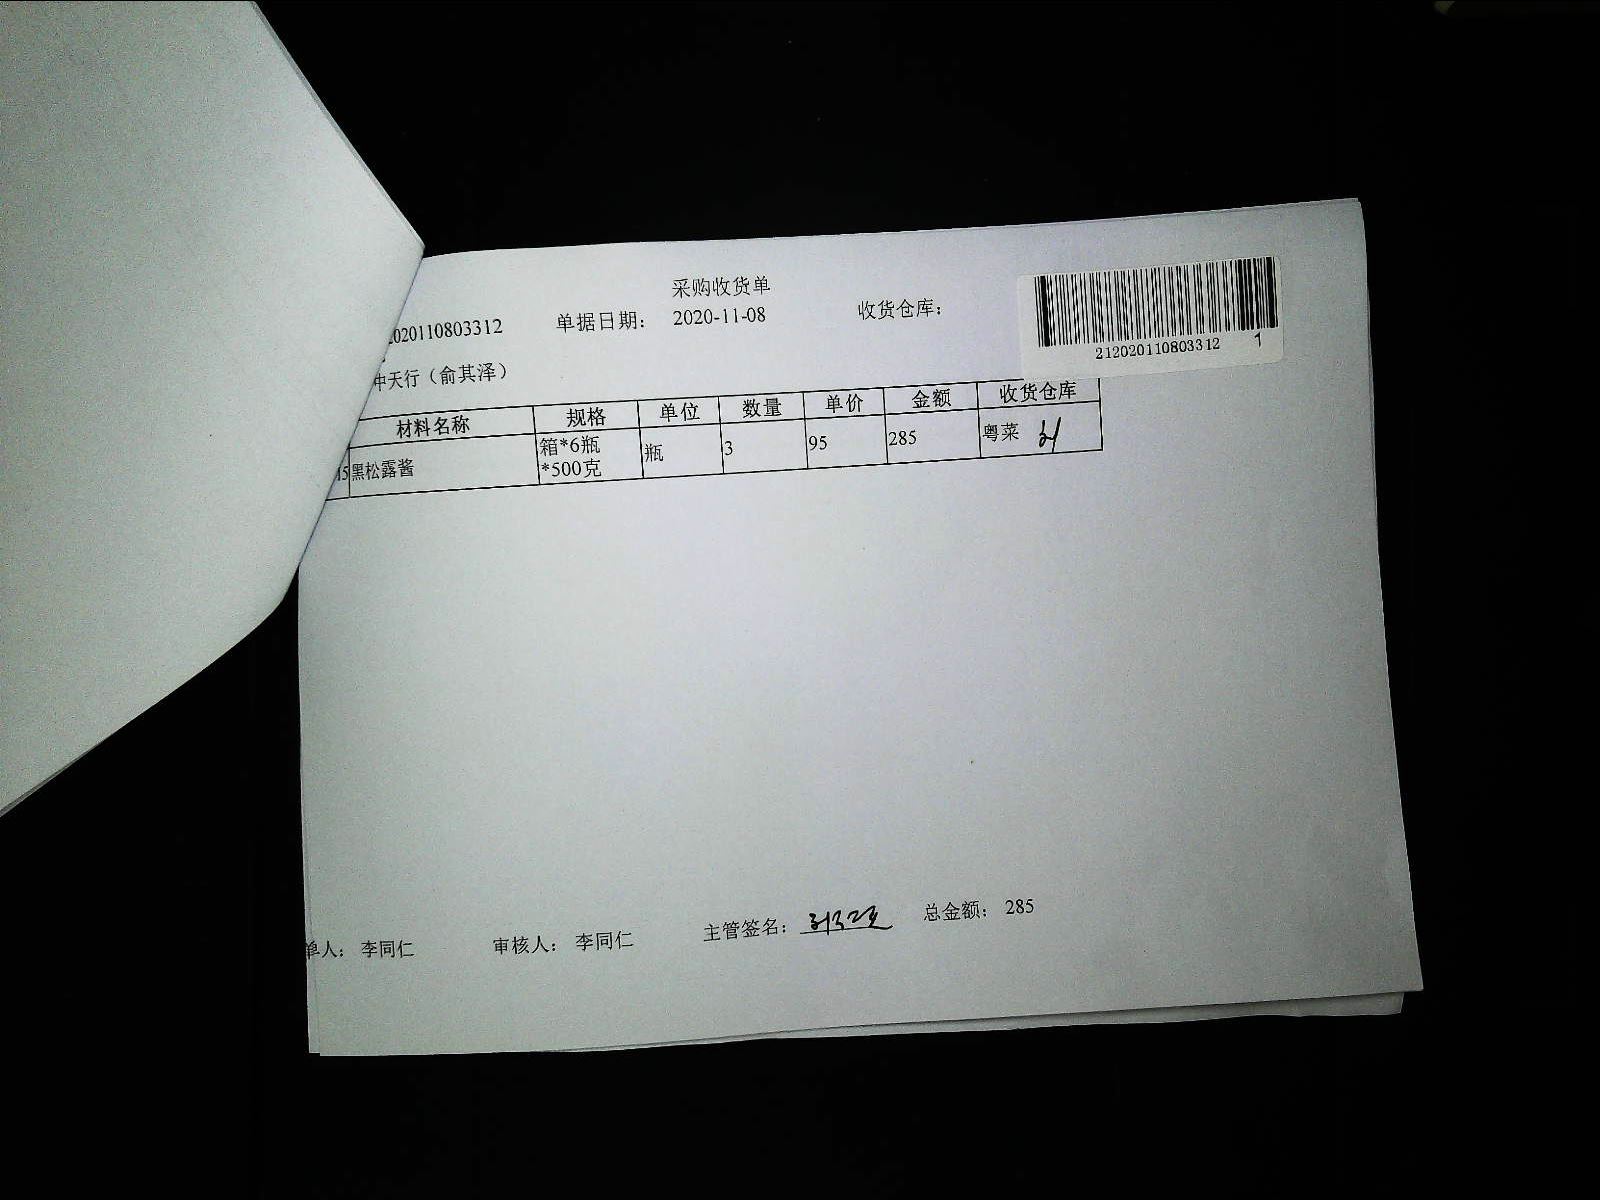 采购收货单
020110803312 单据日期： 2020-11-08 收货仓库：
212020110803312 1
中天行（俞其泽）
材料名称 规格 单位 数量 单价 金额 收货仓库
15 黑松露酱 箱*6瓶 瓶 3 95 285 粤菜
*500克
单人： 李同仁 审核人： 李同仁 主管签名： 总金额： 285